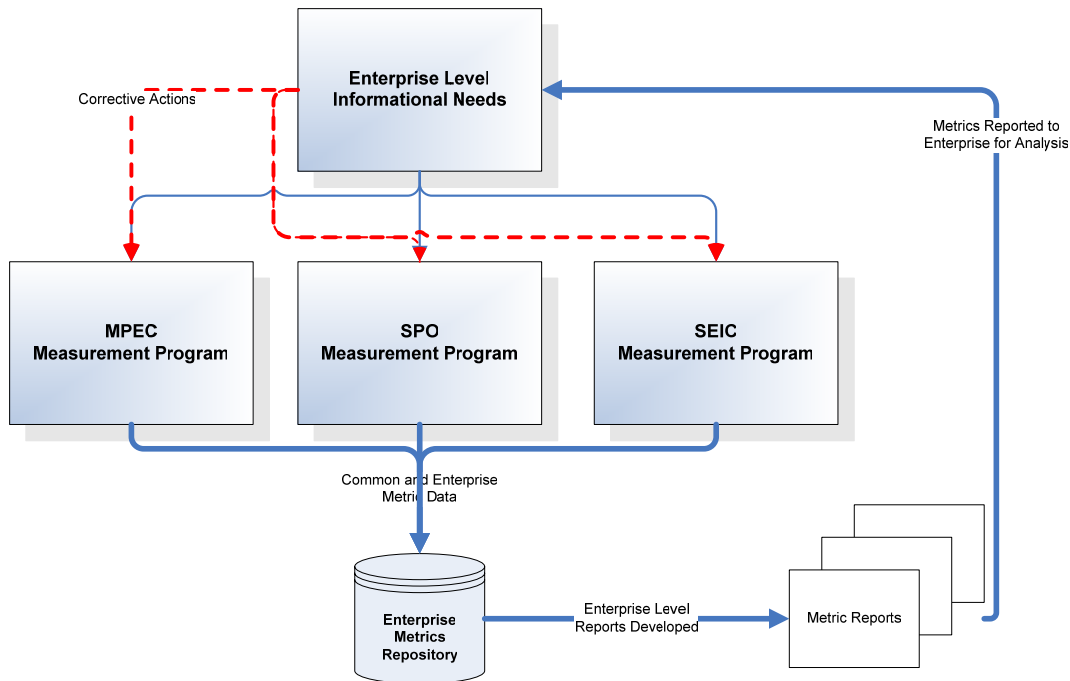 Enterprise Level
Informational Needs
Corrective Actions
Metrics Reported to
Enterprise for Analysis
MPEC
Measurement Program
SPO
Measurement Program
SEIC
Measurement Program
Common and Enterprise
Metric Data
Enterprise
Metrics
Repository
Enterprise Level
Reports Developed
Metric Reports